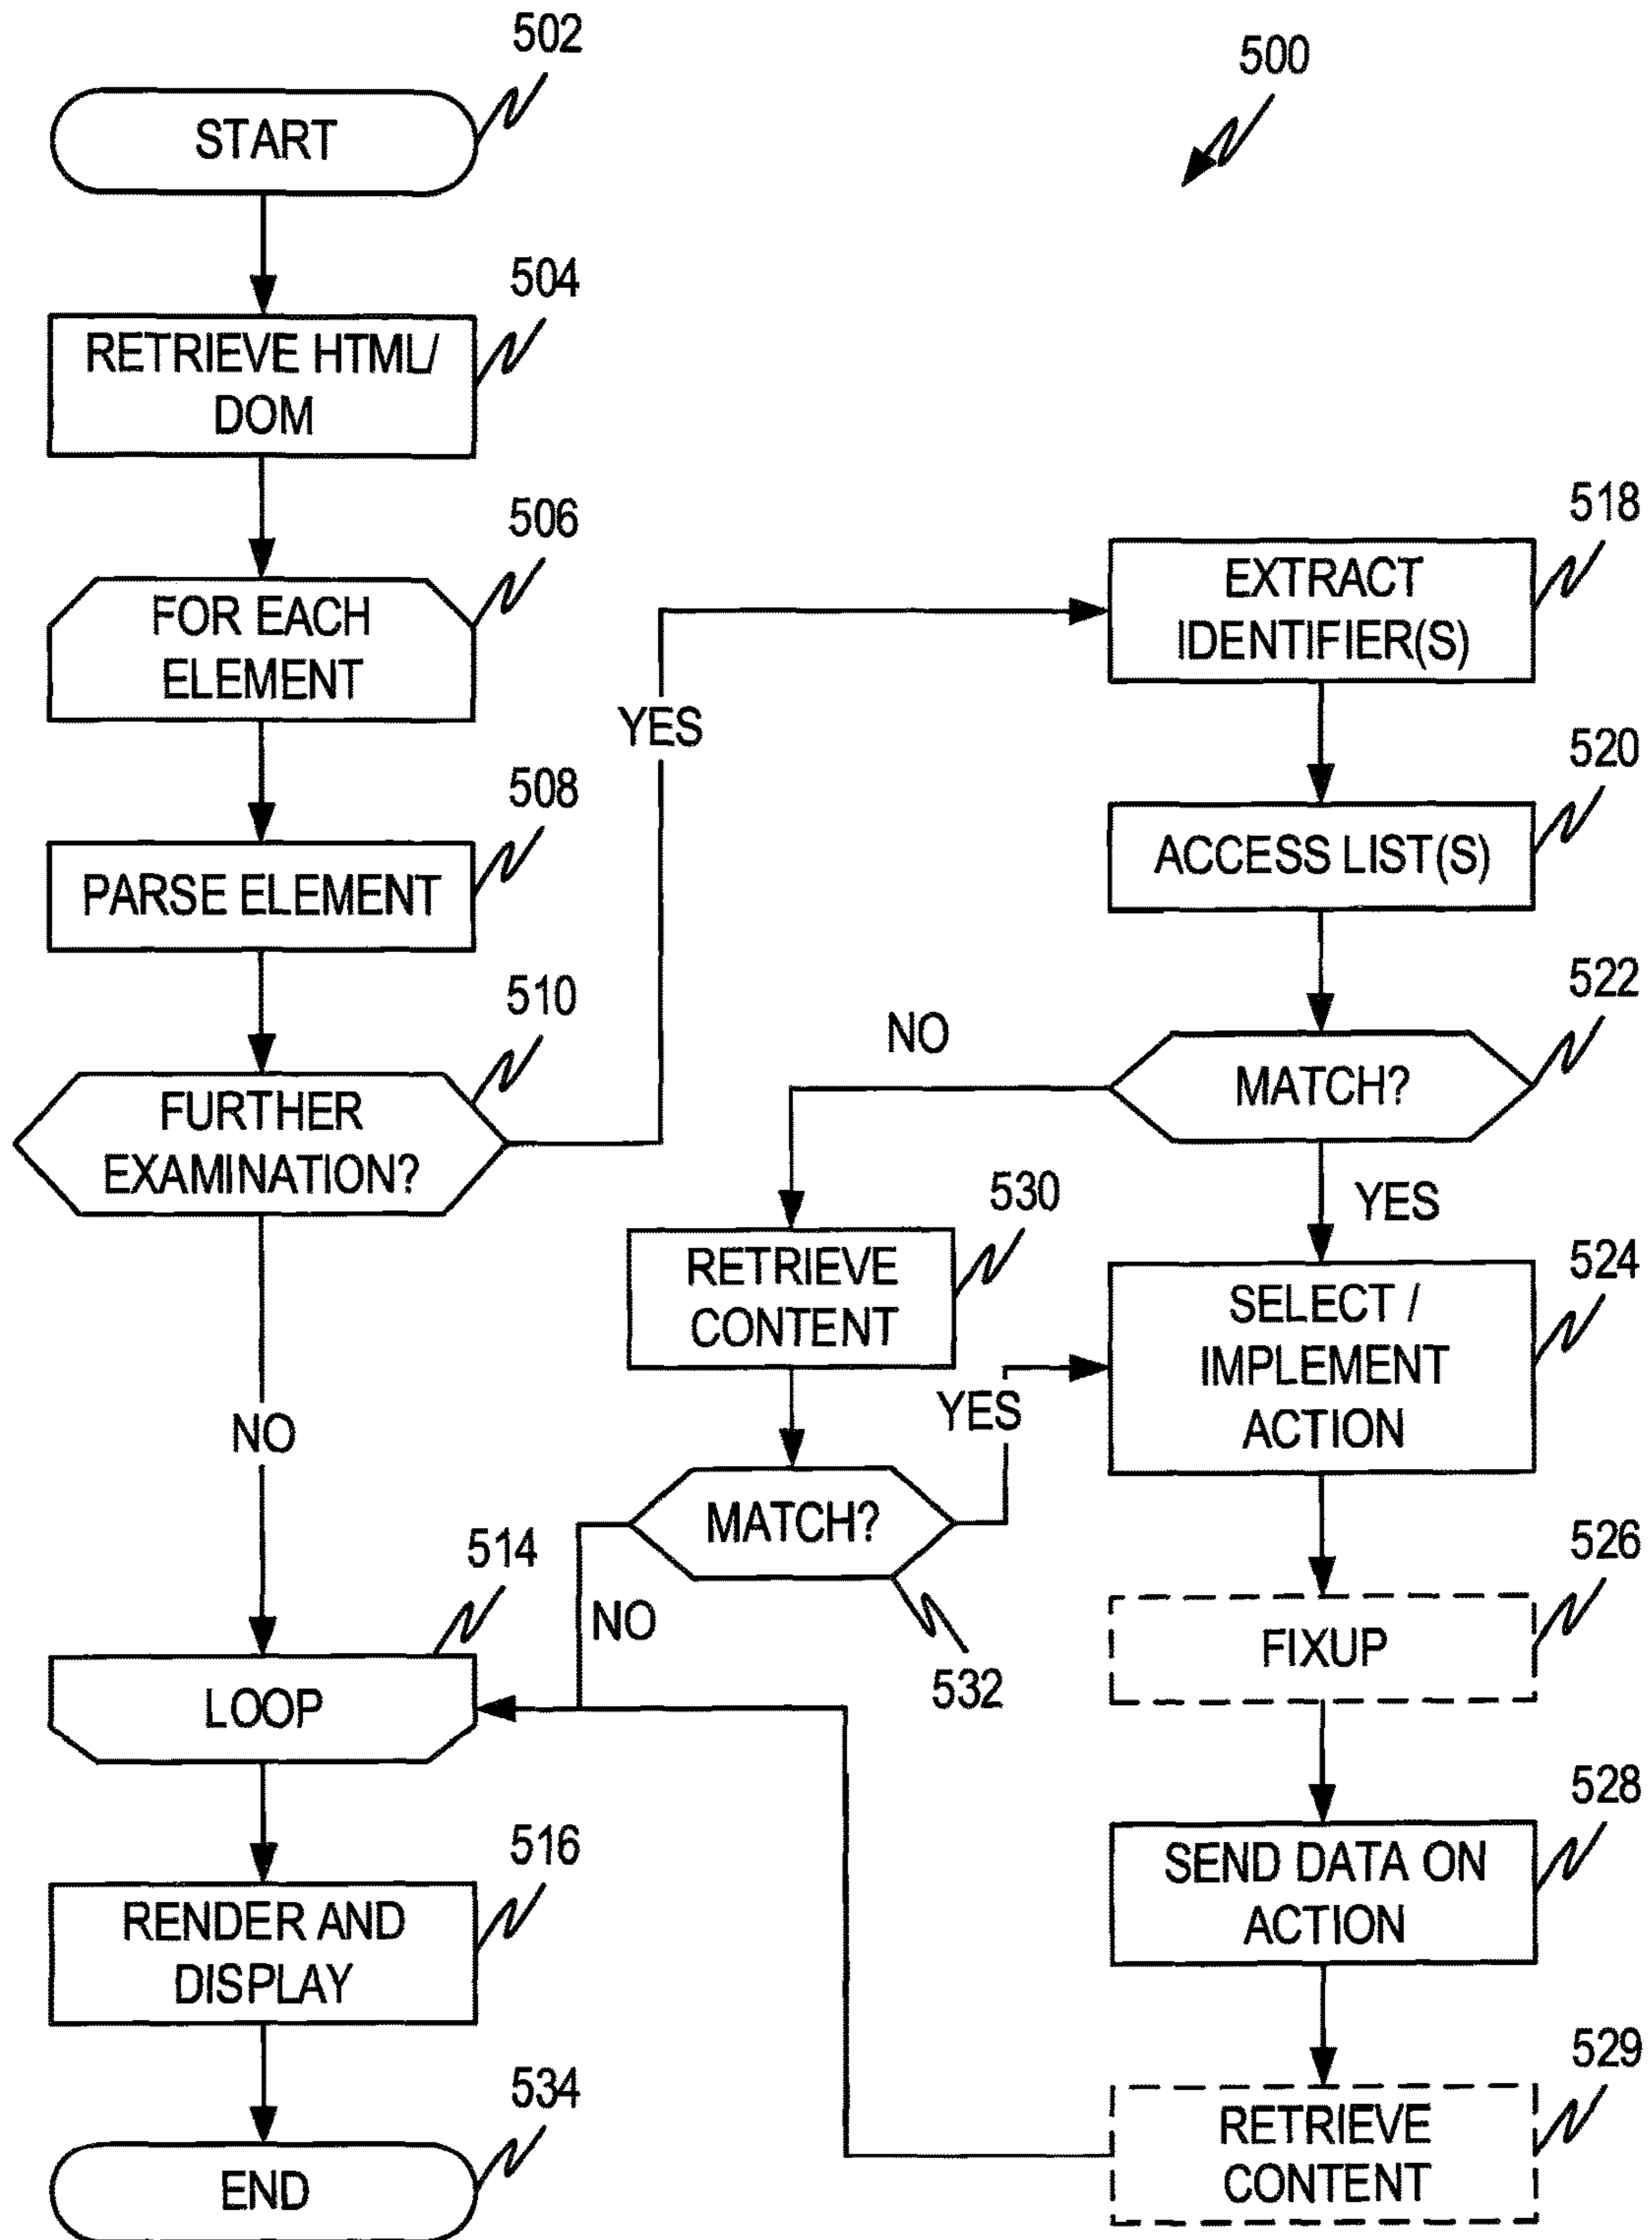 502
START
500
504
RETRIEVE HTML/
DOM
506
FOR EACH
ELEMENT
508
PARSE ELEMENT
510
FURTHER
EXAMINATION?
YES
NO
518
EXTRACT
IDENTIFIER(S)
520
ACCESS LIST(S)
522
MATCH?
NO
YES
530
RETRIEVE
CONTENT
532
MATCH?
YES
NO
524
SELECT /
IMPLEMENT
ACTION
526
FIXUP
528
SEND DATA ON
ACTION
529
RETRIEVE
CONTENT
514
LOOP
516
RENDER AND
DISPLAY
534
END